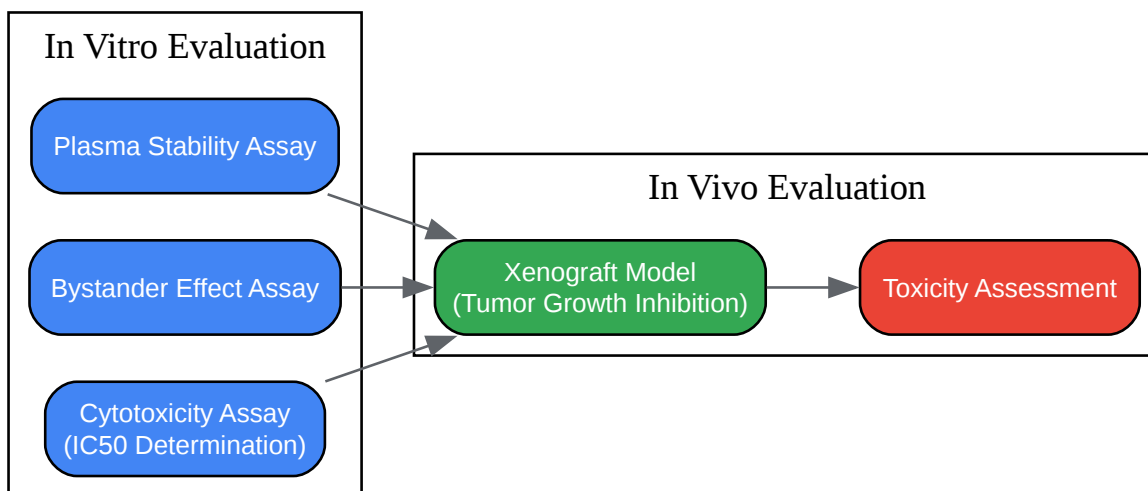 In Vitro Evaluation
Plasma Stability Assay
Bystander Effect Assay
Cytotoxicity Assay
(IC50 Determination)
In Vivo Evaluation
Xenograft Model
(Tumor Growth Inhibition)
Toxicity Assessment